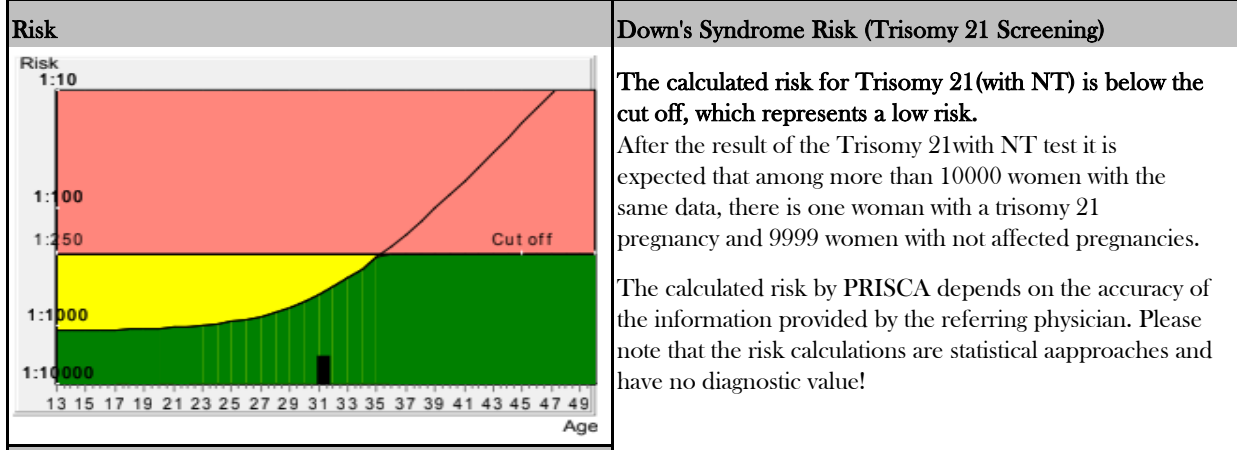 Risk
Risk
1:10
1:100
1:250
Cut off
1:1000
1:10000
13 15 17 19 21 23 25 27 29 31 33 35 37 39 41 43 45 47 49
Age
Down's Syndrome Risk (Trisomy 21 Screening)
The calculated risk for Trisomy 21(with NT) is below the
cut off, which represents a low risk.
After the result of the Trisomy 21with NT test it is
expected that among more than 10000 women with the
same data, there is one woman with a trisomy 21
pregnancy and 9999 women with not affected pregnancies.
The calculated risk by PRISCA depends on the accuracy of
the information provided by the referring physician. Please
note that the risk calculations are statistical aapproaches and
have no diagnostic value!